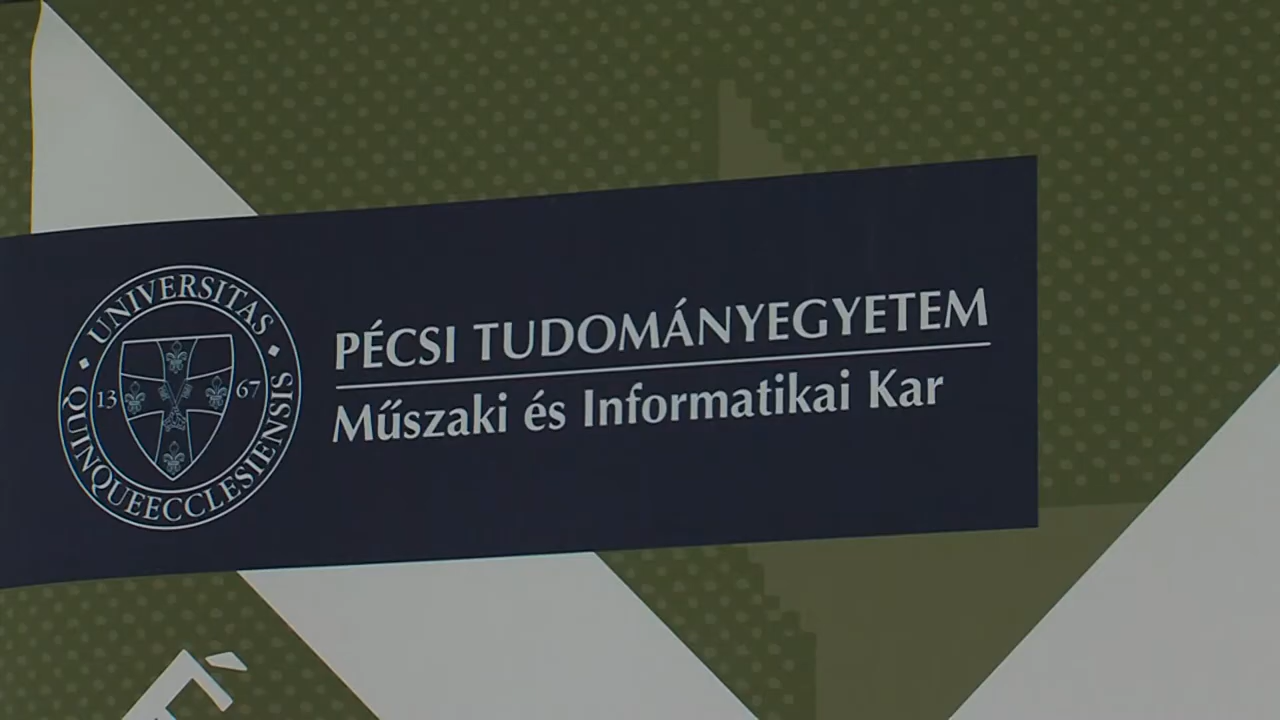 UNIVERSITAS
13 67
QUINQUEECCLESIENSIS
PÉCSI TUDOMÁNYEGYETEM
Műszaki és Informatikai Kar